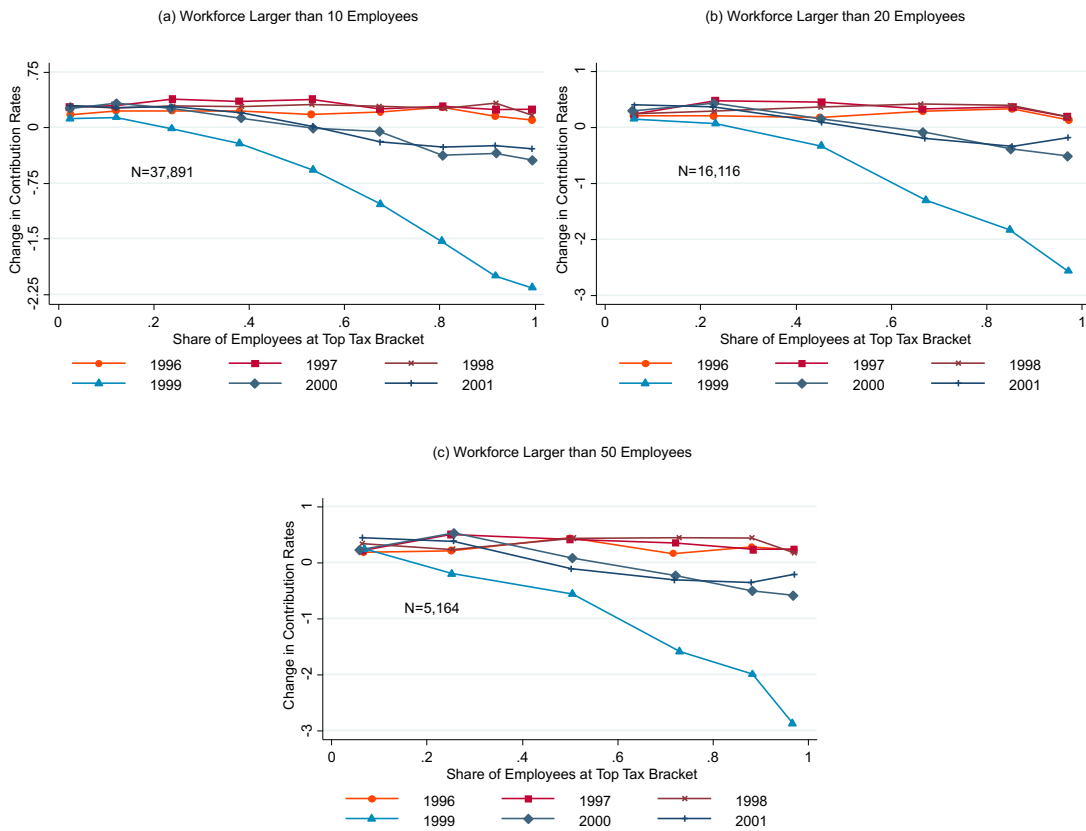 (a) Workforce Larger than 10 Employees
Change in Contribution Rates
.75
0
-.75
-1.5
-2.25
N=37,891
0 .2 .4 .6 .8 1
Share of Employees at Top Tax Bracket
1996 1997 1998
1999 2000 2001
(b) Workforce Larger than 20 Employees
Change in Contribution Rates
1
0
-1
-2
-3
N=16,116
0 .2 .4 .6 .8 1
Share of Employees at Top Tax Bracket
1996 1997 1998
1999 2000 2001
(c) Workforce Larger than 50 Employees
Change in Contribution Rates
1
0
-1
-2
-3
N=5,164
0 .2 .4 .6 .8 1
Share of Employees at Top Tax Bracket
1996 1997 1998
1999 2000 2001